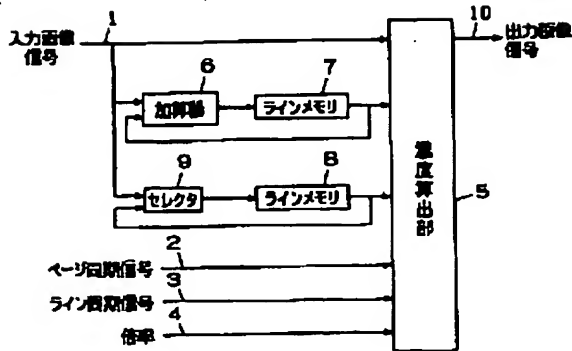 1
10
入力画像
信号
出力画像
信号
6
7
加算器
ラインメモリ
9
8
セレクタ
ラインメモリ
濃度算出部
5
2
ページ同期信号
3
ライン同期信号
4
倍率